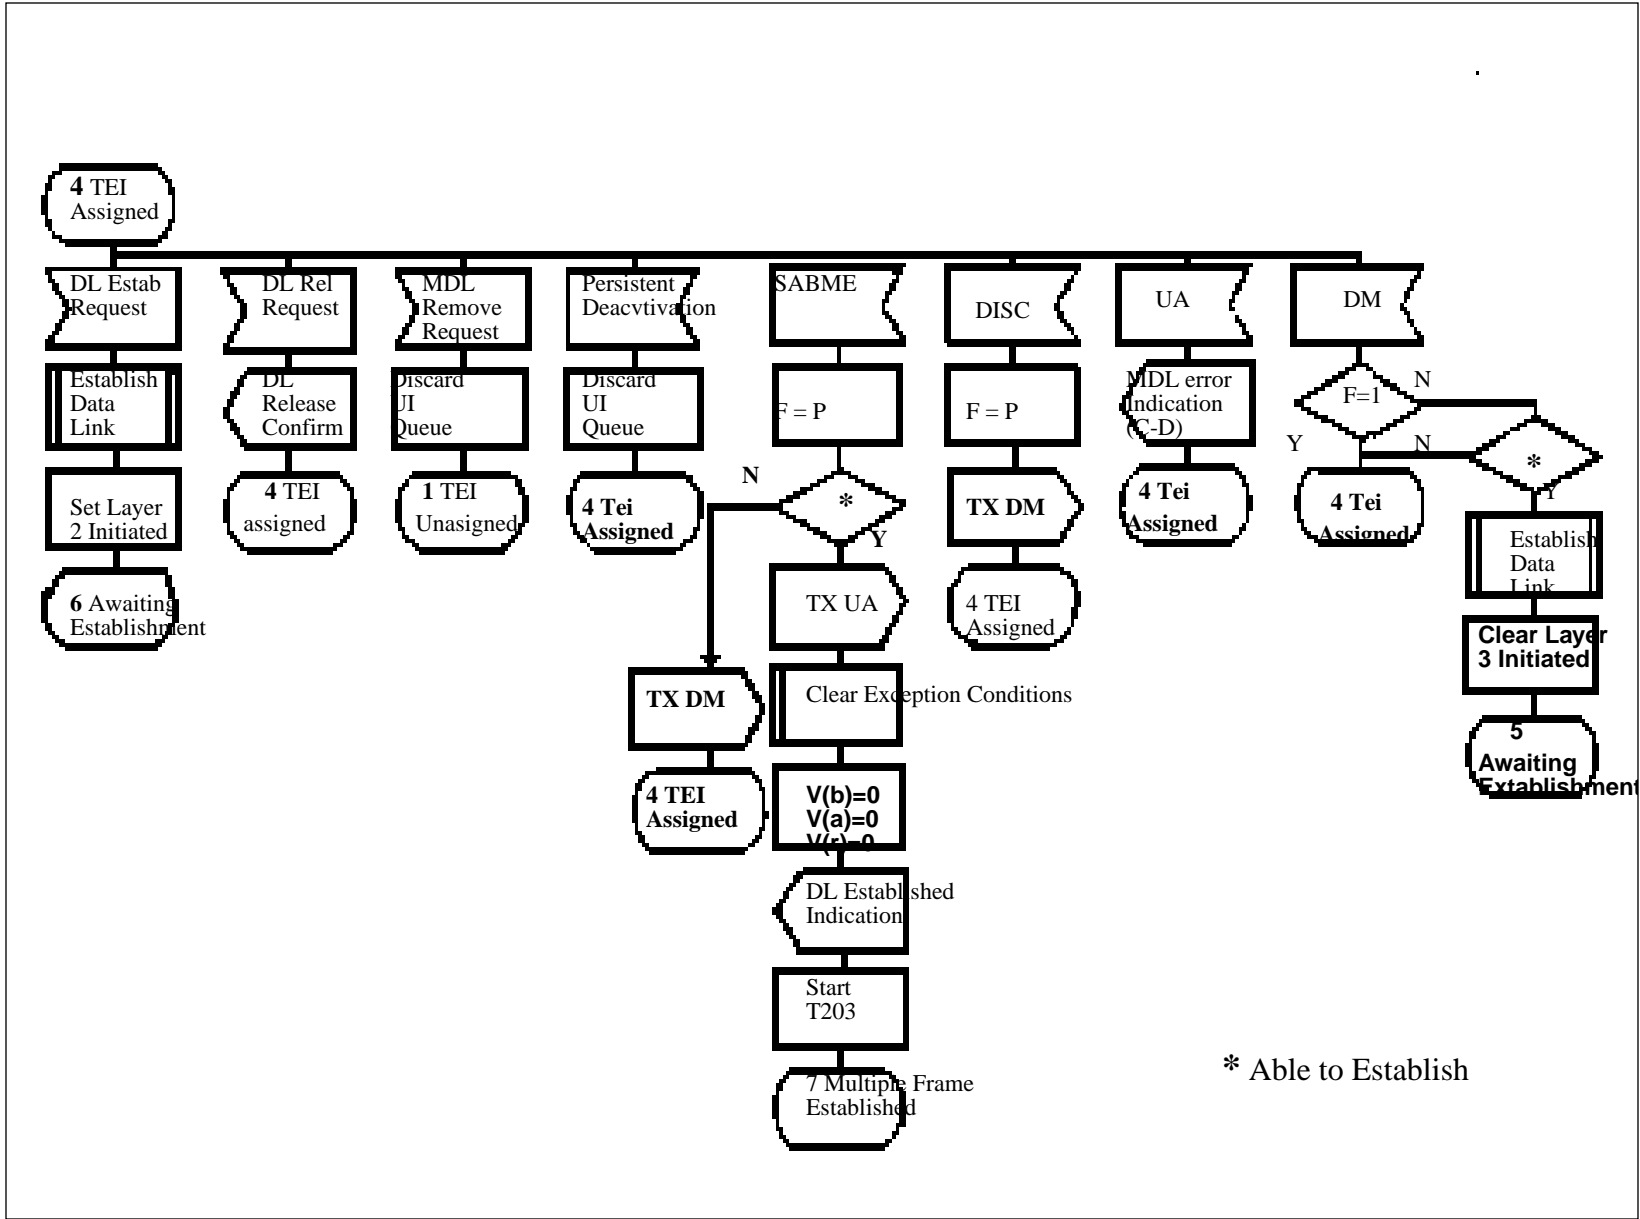 4 TEI
Assigned
DL Estab
Request
Establish
Data
Link
Set Layer
2 Initiated
6 Awaiting
Establishment
DL Rel
Request
DL
Release
Confirm
4 TEI
assigned
MDL
Remove
Request
Discard
UI
Queue
1 TEI
Unasigned
Persistent
Deacvtivation
Discard
UI
Queue
4 Tei
Assigned
SABME
F = P
*
N
Y
TX DM
4 TEI
Assigned
TX UA
Clear Exception Conditions
V(b)=0
V(a)=0
V(r)=0
DL Established
Indication
Start
T203
7 Multiple Frame
Established
DISC
F = P
TX DM
4 TEI
Assigned
UA
MDL error
Indication
(C-D)
4 Tei
Assigned
DM
F=1
N
Y
4 Tei
Assigned
N
*
Y
Establish
Data
Link
Clear Layer
3 Initiated
5
Awaiting
Extablishment
* Able to Establish